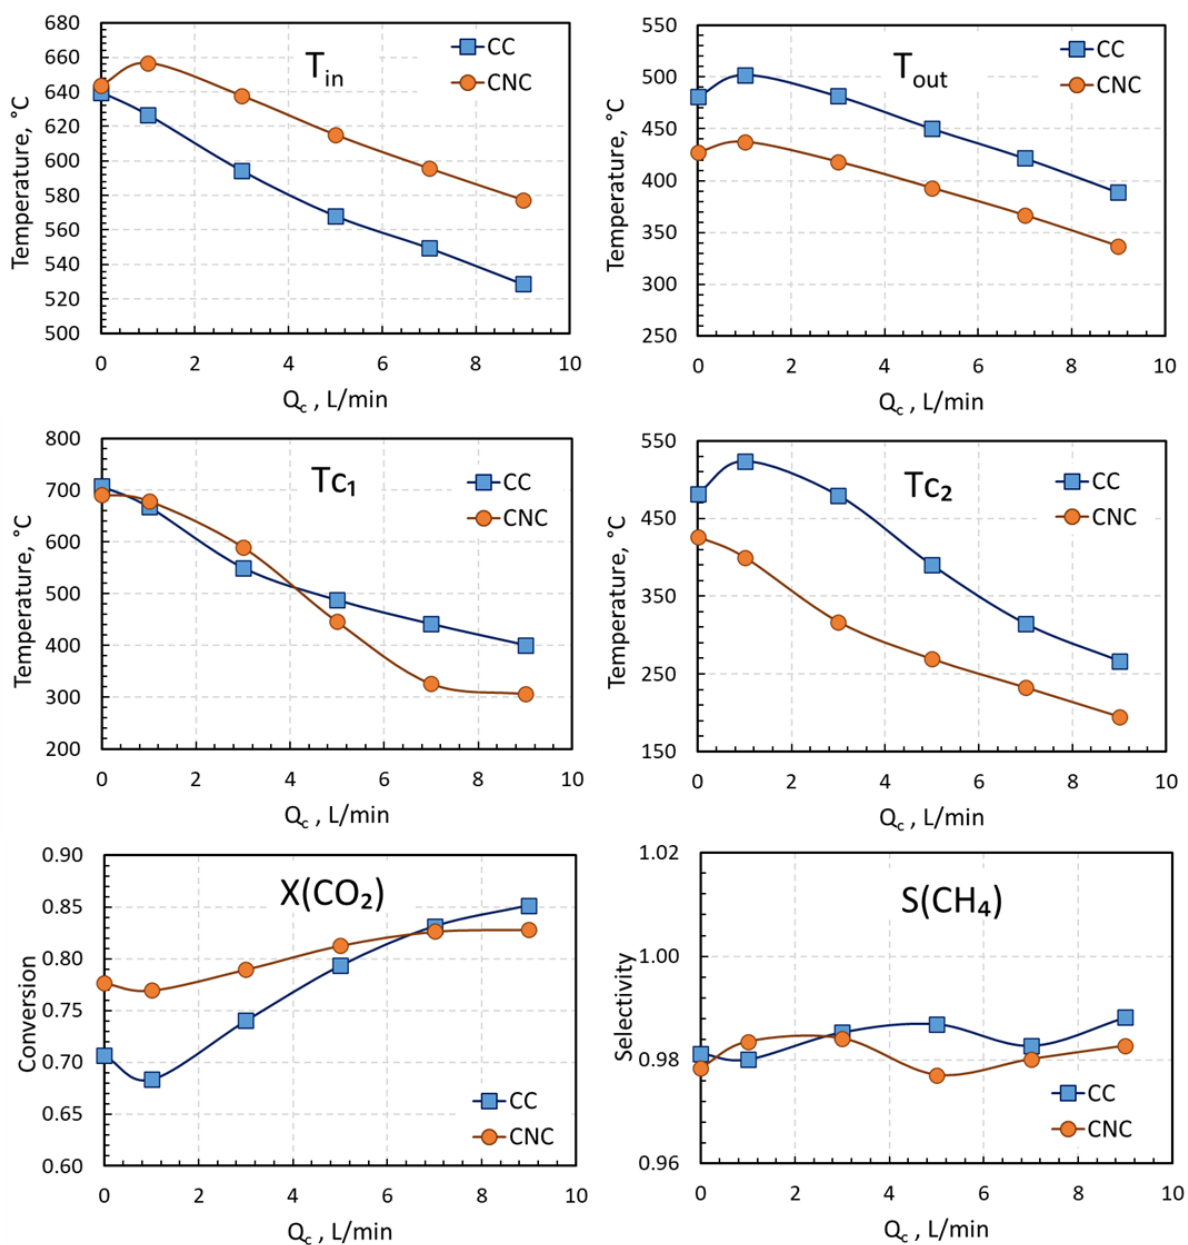 680
660
640
620
600
580
560
540
520
500
Temperature, °C
T_in
CC
CNC
0 2 4 6 8 10
Q_c , L/min
550
500
450
400
350
300
250
Temperature, °C
T_out
CC
CNC
0 2 4 6 8 10
Q_c , L/min
800
700
600
500
400
300
200
Temperature, °C
Tc₁
CC
CNC
0 2 4 6 8 10
Q_c , L/min
550
450
350
250
150
Temperature, °C
Tc₂
CC
CNC
0 2 4 6 8 10
Q_c , L/min
0.90
0.85
0.80
0.75
0.70
0.65
0.60
Conversion
X(CO₂)
CC
CNC
0 2 4 6 8 10
Q_c , L/min
1.02
1.00
0.98
0.96
Selectivity
S(CH₄)
CC
CNC
0 2 4 6 8 10
Q_c , L/min